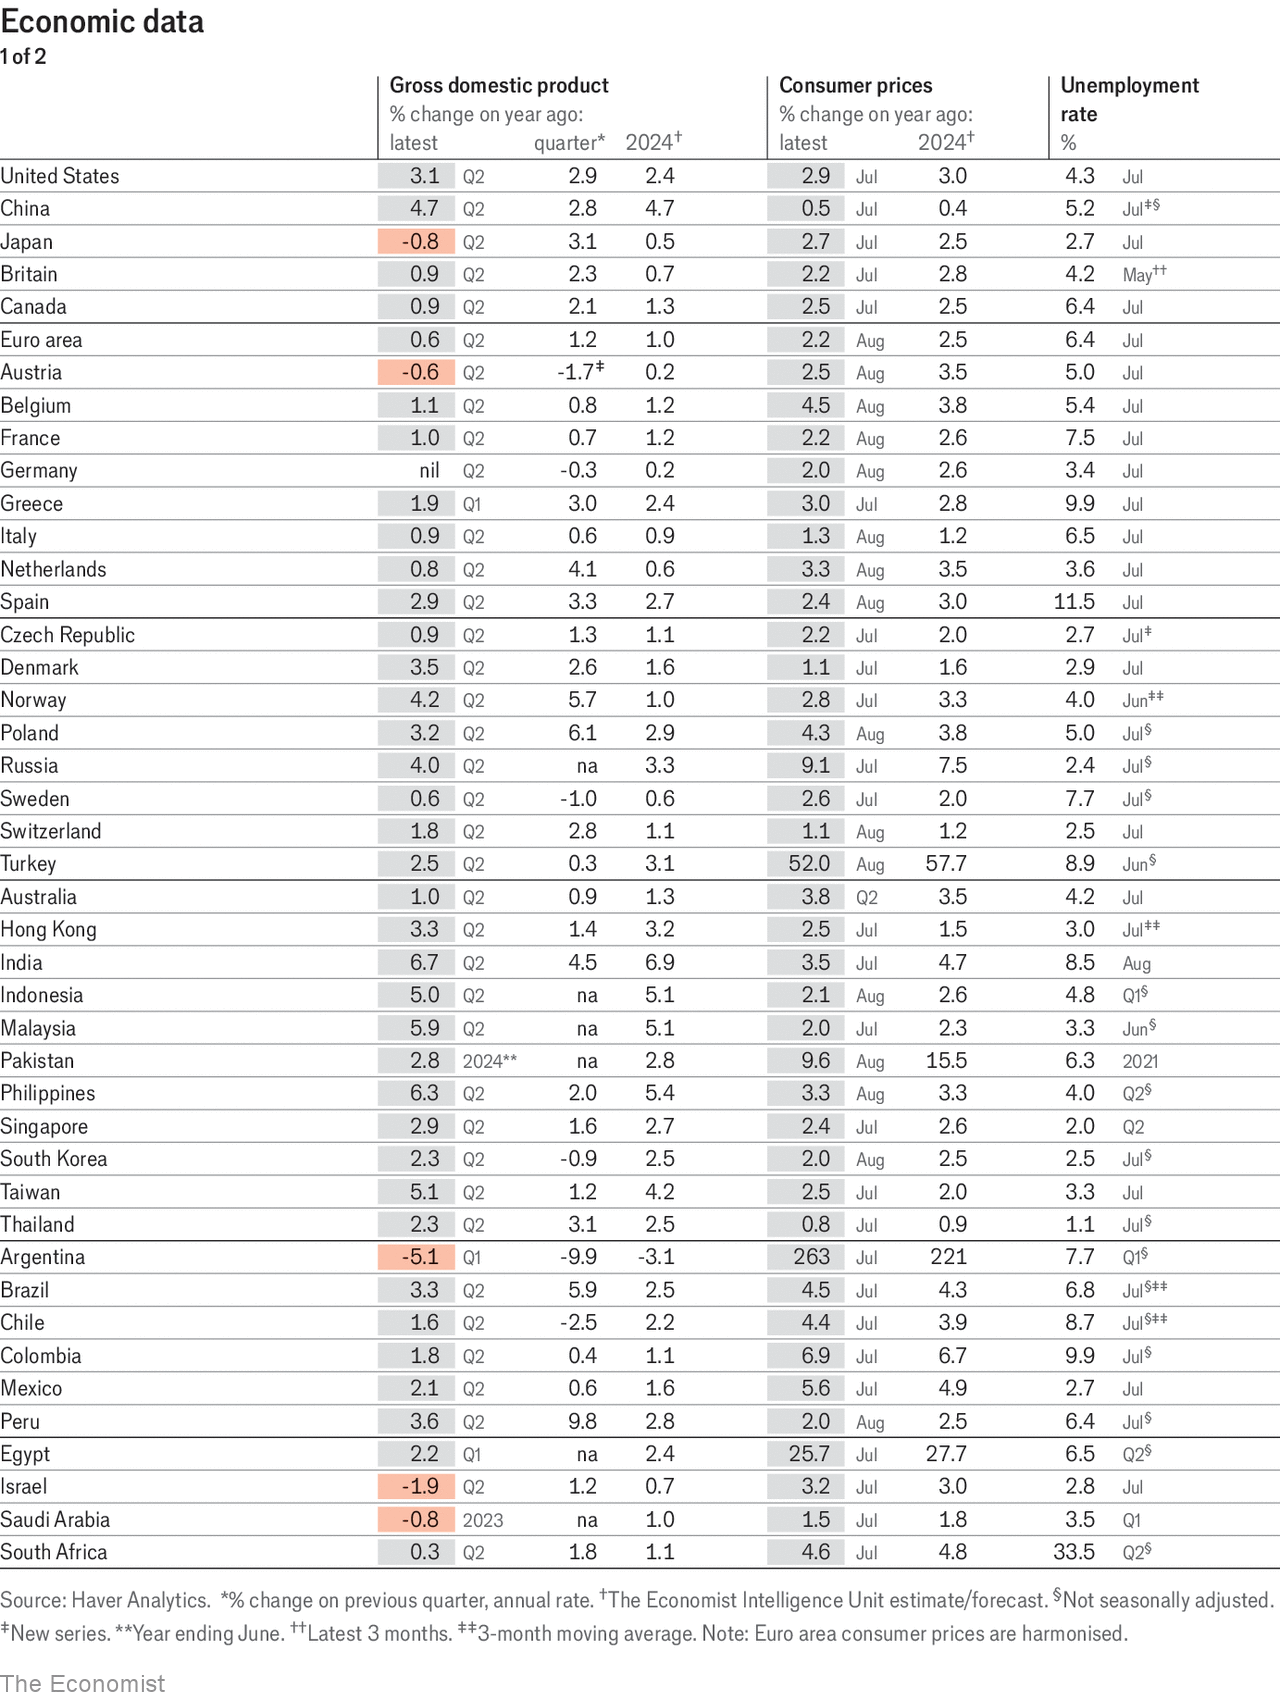 Economic data
1 of 2
Gross domestic product Consumer prices Unemployment
% change on year ago: % change on year ago: rate
latest quarter* 2024† latest 2024† %
United States 3.1 Q2 2.9 2.4 2.9 Jul 3.0 4.3 Jul
China 4.7 Q2 2.8 4.7 0.5 Jul 0.4 5.2 Jul‡§
Japan -0.8 Q2 3.1 0.5 2.7 Jul 2.5 2.7 Jul
Britain 0.9 Q2 2.3 0.7 2.2 Jul 2.8 4.2 May††
Canada 0.9 Q2 2.1 1.3 2.5 Jul 2.5 6.4 Jul
Euro area 0.6 Q2 1.2 1.0 2.2 Aug 2.5 6.4 Jul
Austria -0.6 Q2 -1.7‡ 0.2 2.5 Aug 3.5 5.0 Jul
Belgium 1.1 Q2 0.8 1.2 4.5 Aug 3.8 5.4 Jul
France 1.0 Q2 0.7 1.2 2.2 Aug 2.6 7.5 Jul
Germany nil Q2 -0.3 0.2 2.0 Aug 2.6 3.4 Jul
Greece 1.9 Q1 3.0 2.4 3.0 Jul 2.8 9.9 Jul
Italy 0.9 Q2 0.6 0.9 1.3 Aug 1.2 6.5 Jul
Netherlands 0.8 Q2 4.1 0.6 3.3 Aug 3.5 3.6 Jul
Spain 2.9 Q2 3.3 2.7 2.4 Aug 3.0 11.5 Jul
Czech Republic 0.9 Q2 1.3 1.1 2.2 Jul 2.0 2.7 Jul‡
Denmark 3.5 Q2 2.6 1.6 1.1 Jul 1.6 2.9 Jul
Norway 4.2 Q2 5.7 1.0 2.8 Jul 3.3 4.0 Jun‡‡
Poland 3.2 Q2 6.1 2.9 4.3 Aug 3.8 5.0 Jul§
Russia 4.0 Q2 na 3.3 9.1 Jul 7.5 2.4 Jul§
Sweden 0.6 Q2 -1.0 0.6 2.6 Jul 2.0 7.7 Jul§
Switzerland 1.8 Q2 2.8 1.1 1.1 Aug 1.2 2.5 Jul
Turkey 2.5 Q2 0.3 3.1 52.0 Aug 57.7 8.9 Jun§
Australia 1.0 Q2 0.9 1.3 3.8 Q2 3.5 4.2 Jul
Hong Kong 3.3 Q2 1.4 3.2 2.5 Jul 1.5 3.0 Jul‡‡
India 6.7 Q2 4.5 6.9 3.5 Jul 4.7 8.5 Aug
Indonesia 5.0 Q2 na 5.1 2.1 Aug 2.6 4.8 Q1§
Malaysia 5.9 Q2 na 5.1 2.0 Jul 2.3 3.3 Jun§
Pakistan 2.8 2024** na 2.8 9.6 Aug 15.5 6.3 2021
Philippines 6.3 Q2 2.0 5.4 3.3 Aug 3.3 4.0 Q2§
Singapore 2.9 Q2 1.6 2.7 2.4 Jul 2.6 2.0 Q2
South Korea 2.3 Q2 -0.9 2.5 2.0 Aug 2.5 2.5 Jul§
Taiwan 5.1 Q2 1.2 4.2 2.5 Jul 2.0 3.3 Jul
Thailand 2.3 Q2 3.1 2.5 0.8 Jul 0.9 1.1 Jul§
Argentina -5.1 Q1 -9.9 -3.1 263 Jul 221 7.7 Q1§
Brazil 3.3 Q2 5.9 2.5 4.5 Jul 4.3 6.8 Jul§‡‡
Chile 1.6 Q2 -2.5 2.2 4.4 Jul 3.9 8.7 Jul§‡‡
Colombia 1.8 Q2 0.4 1.1 6.9 Jul 6.7 9.9 Jul§
Mexico 2.1 Q2 0.6 1.6 5.6 Jul 4.9 2.7 Jul
Peru 3.6 Q2 9.8 2.8 2.0 Aug 2.5 6.4 Jul§
Egypt 2.2 Q1 na 2.4 25.7 Jul 27.7 6.5 Q2§
Israel -1.9 Q2 1.2 0.7 3.2 Jul 3.0 2.8 Jul
Saudi Arabia -0.8 2023 na 1.0 1.5 Jul 1.8 3.5 Q1
South Africa 0.3 Q2 1.8 1.1 4.6 Jul 4.8 33.5 Q2§
Source: Haver Analytics. *% change on previous quarter, annual rate. †The Economist Intelligence Unit estimate/forecast. §Not seasonally adjusted.
‡New series. **Year ending June. ††Latest 3 months. ‡‡3-month moving average. Note: Euro area consumer prices are harmonised.
The Economist